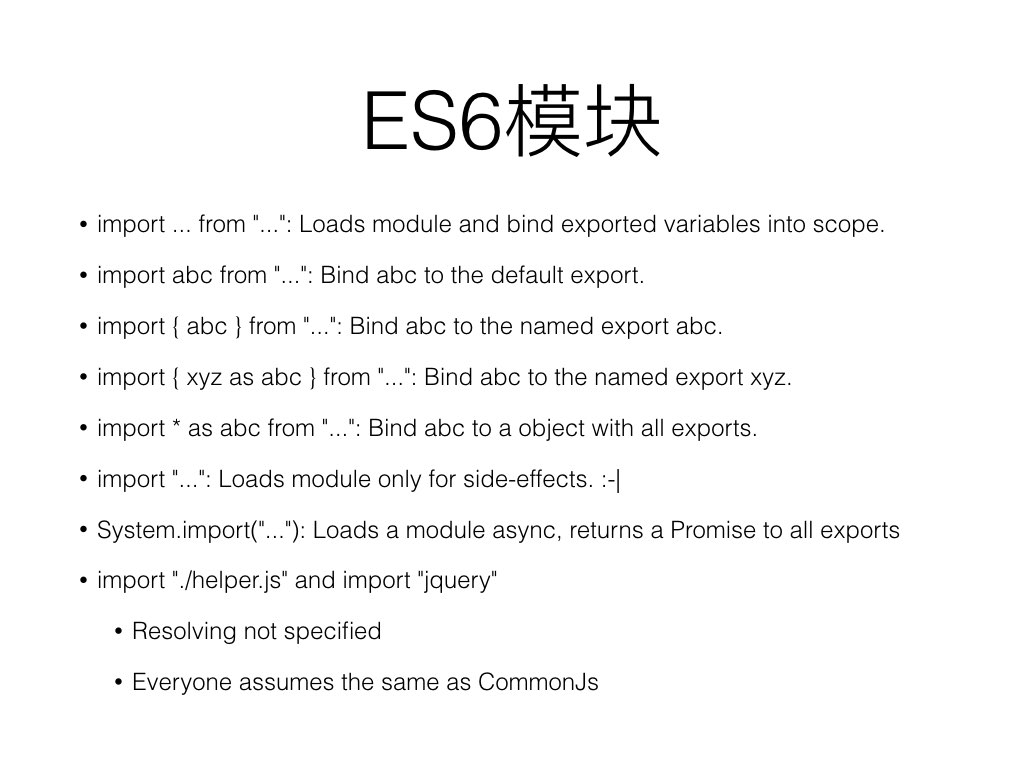 ES6模块
• import ... from "...": Loads module and bind exported variables into scope.
• import abc from "...": Bind abc to the default export.
• import { abc } from "...": Bind abc to the named export abc.
• import { xyz as abc } from "...": Bind abc to the named export xyz.
• import * as abc from "...": Bind abc to a object with all exports.
• import "...": Loads module only for side-effects. :-|
• System.import("..."): Loads a module async, returns a Promise to all exports
• import "./helper.js" and import "jquery"
• Resolving not specified
• Everyone assumes the same as CommonJs